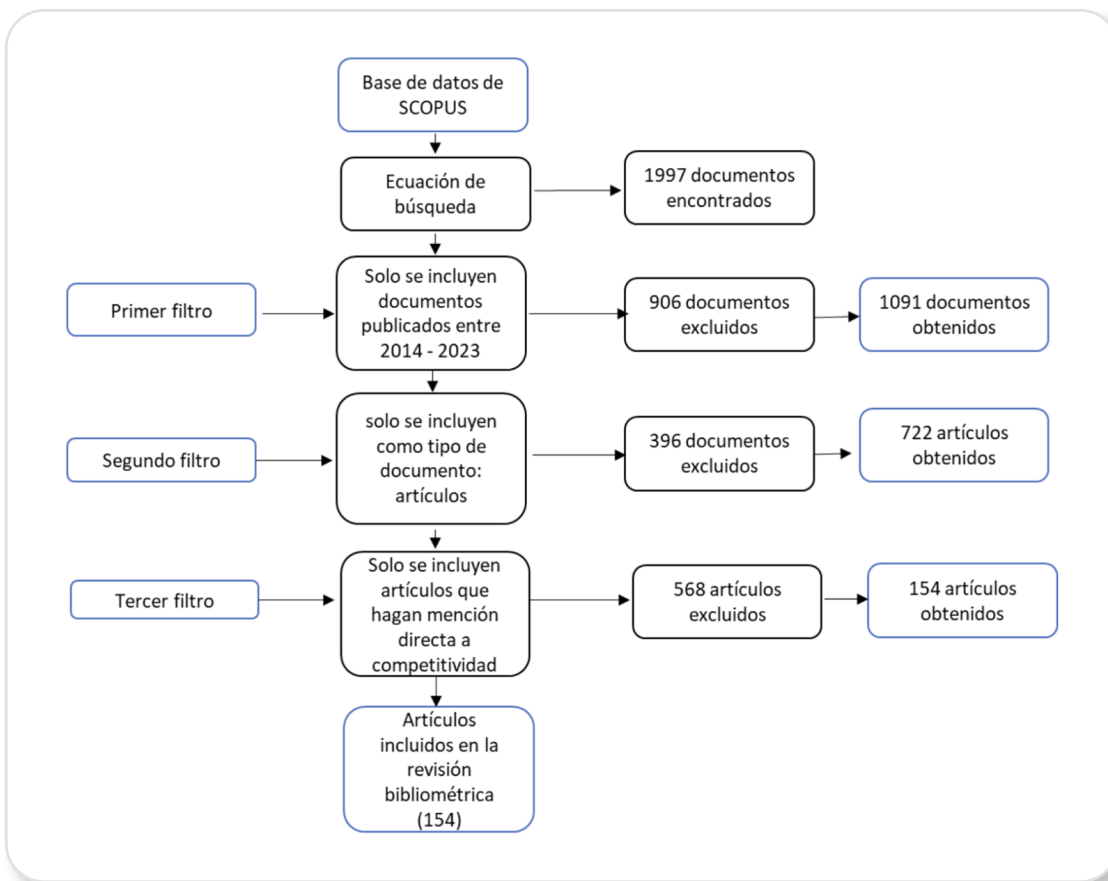 Base de datos de
SCOPUS
Ecuación de
búsqueda
1997 documentos
encontrados
Primer filtro
Solo se incluyen
documentos
publicados entre
2014 - 2023
906 documentos
excluidos
1091 documentos
obtenidos
Segundo filtro
solo se incluyen
como tipo de
documento:
artículos
396 documentos
excluidos
722 artículos
obtenidos
Tercer filtro
Solo se incluyen
artículos que
hagan mención
directa a
competitividad
568 artículos
excluidos
154 artículos
obtenidos
Artículos
incluidos en la
revisión
bibliométrica
(154)